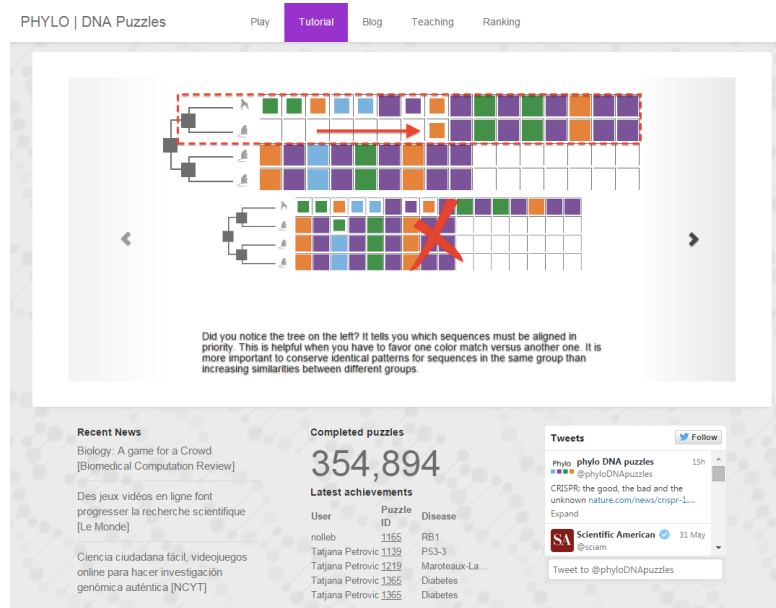 PHYLO | DNA Puzzles
Play
Tutorial
Blog
Teaching
Ranking
Did you notice the tree on the left? It tells you which sequences must be aligned in
priority. This is helpful when you have to favor one color match versus another one. It is
more important to conserve identical patterns for sequences in the same group than
increasing similarities between different groups.
Recent News
Biology: A game for a Crowd
[Biomedical Computation Review]
Des jeux vidéos en ligne font
progresser la recherche scientifique
[Le Monde]
Ciencia ciudadana fácil, videojuegos
online para hacer investigación
genómica auténtica [NCYT]
Completed puzzles
354,894
Latest achievements
User Puzzle ID Disease
nolleb 1165 RB1
Tatjana Petrovic 1139 P53-3
Tatjana Petrovic 1219 Maroteaux-La...
Tatjana Petrovic 1365 Diabetes
Tatjana Petrovic 1365 Diabetes
Tweets
Follow
Phylo
phylo DNA puzzles 15h
@phyloDNApuzzles
CRISPR: the good, the bad and the
unknown nature.com/news/crispr-1....
Expand
SA
Scientific American 31 May
@sciam
Tweet to @phyloDNApuzzles